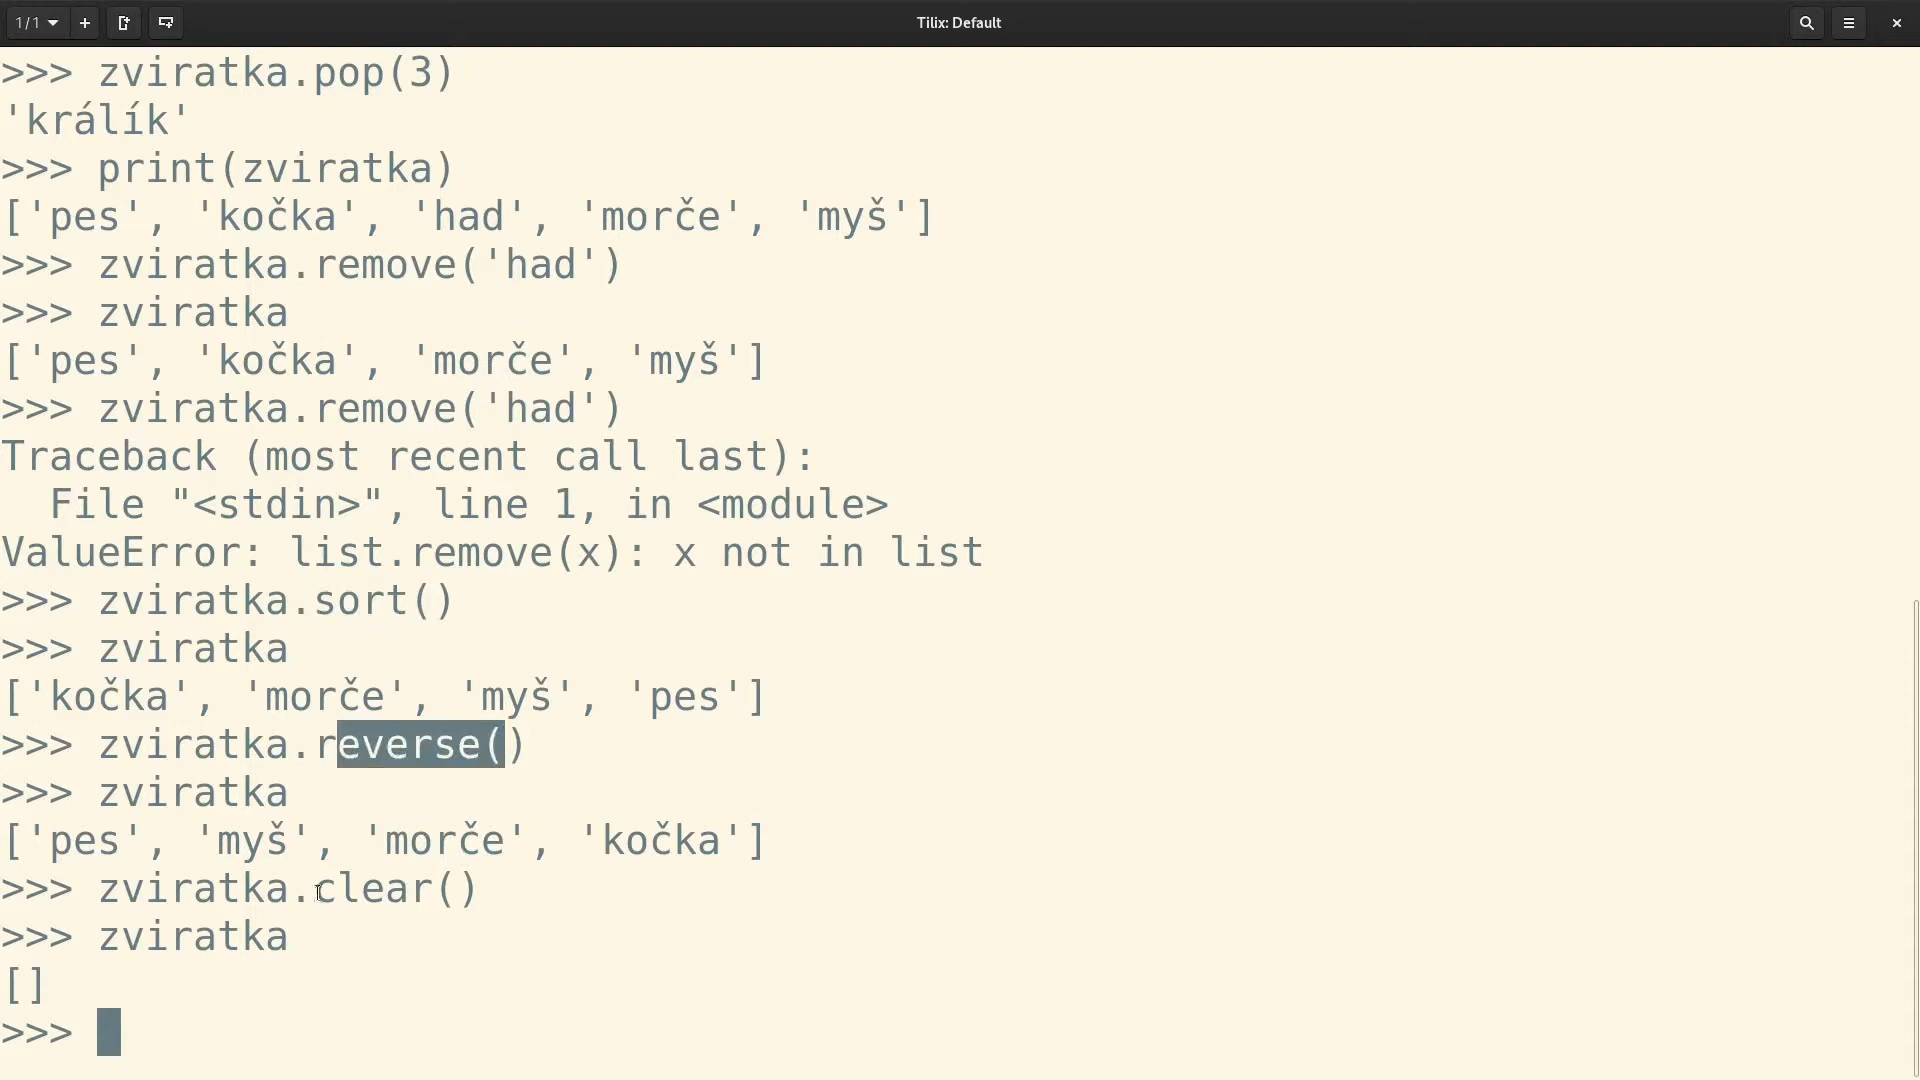 1/1
Tilix: Default
>>> zviratka.pop(3)
'králík'
>>> print(zviratka)
['pes', 'kočka', 'had', 'morče', 'myš']
>>> zviratka.remove('had')
>>> zviratka
['pes', 'kočka', 'morče', 'myš']
>>> zviratka.remove('had')
Traceback (most recent call last):
  File "<stdin>", line 1, in <module>
ValueError: list.remove(x): x not in list
>>> zviratka.sort()
>>> zviratka
['kočka', 'morče', 'myš', 'pes']
>>> zviratka.reverse()
>>> zviratka
['pes', 'myš', 'morče', 'kočka']
>>> zviratka.clear()
>>> zviratka
[]
>>>